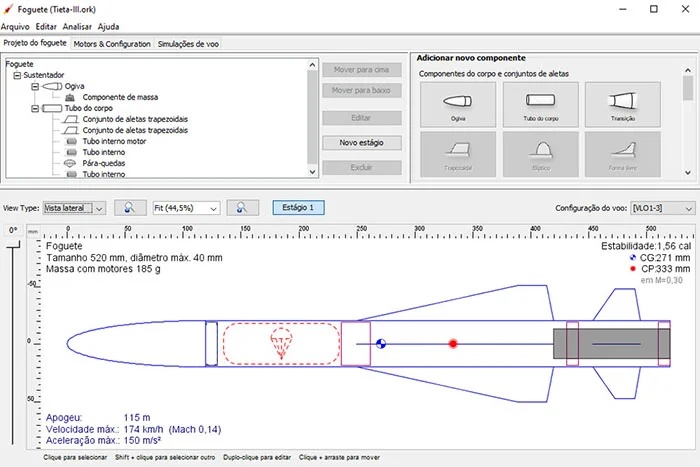 Foguete (Tieta-III.ork)
Arquivo Editar Analisar Ajuda
Projeto do foguete Motors & Configuration Simulações de voo
Foguete
Sustentador
Ogiva
Componente de massa
Tubo do corpo
Conjunto de aletas trapezoidais
Conjunto de aletas trapezoidais
Tubo interno motor
Tubo interno
Pára-quedas
Tubo interno
Mover para cima
Mover para baixo
Editar
Novo estágio
Excluir
Adicionar novo componente
Componentes do corpo e conjuntos de aletas
Ogiva Tubo do corpo Transição
Trapezoidal Elíptico Forma livre
View Type: Vista lateral Fit (44,5%) Estágio 1 Configuração do voo: [VLO1-3]
0° mm 0 50 100 150 200 250 300 350 400 450 500
-50
0
50
Foguete
Tamanho 520 mm, diâmetro máx. 40 mm
Massa com motores 185 g
Estabilidade:1,56 cal
CG:271 mm
CP:333 mm
em M=0,30
Apogeu: 115 m
Velocidade máx.: 174 km/h (Mach 0,14)
Aceleração máx.: 150 m/s²
Clique para selecionar Shift + clique para selecionar outro Duplo-clique para editar Clique + arraste para mover